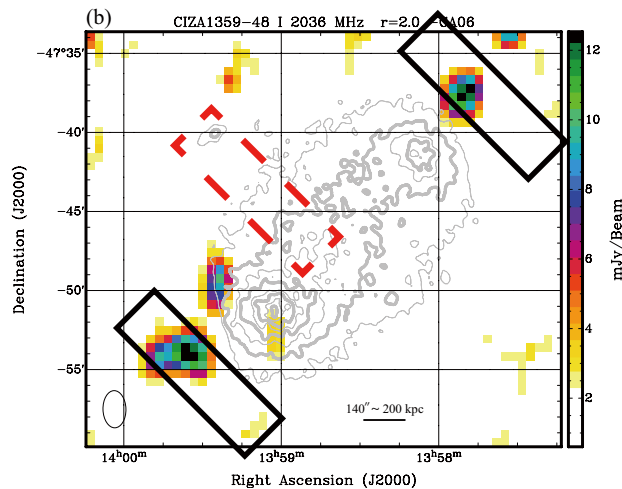 (b)
CIZA1359-48 I 2036 MHz r=2.0 -GA06
-47°35′
40′
45′
50′
55′
14ʰ00ᵐ
13ʰ59ᵐ
13ʰ58ᵐ
140″~ 200 kpc
Right Ascension (J2000)
Declination (J2000)
12
10
8
6
4
2
mJy/Beam